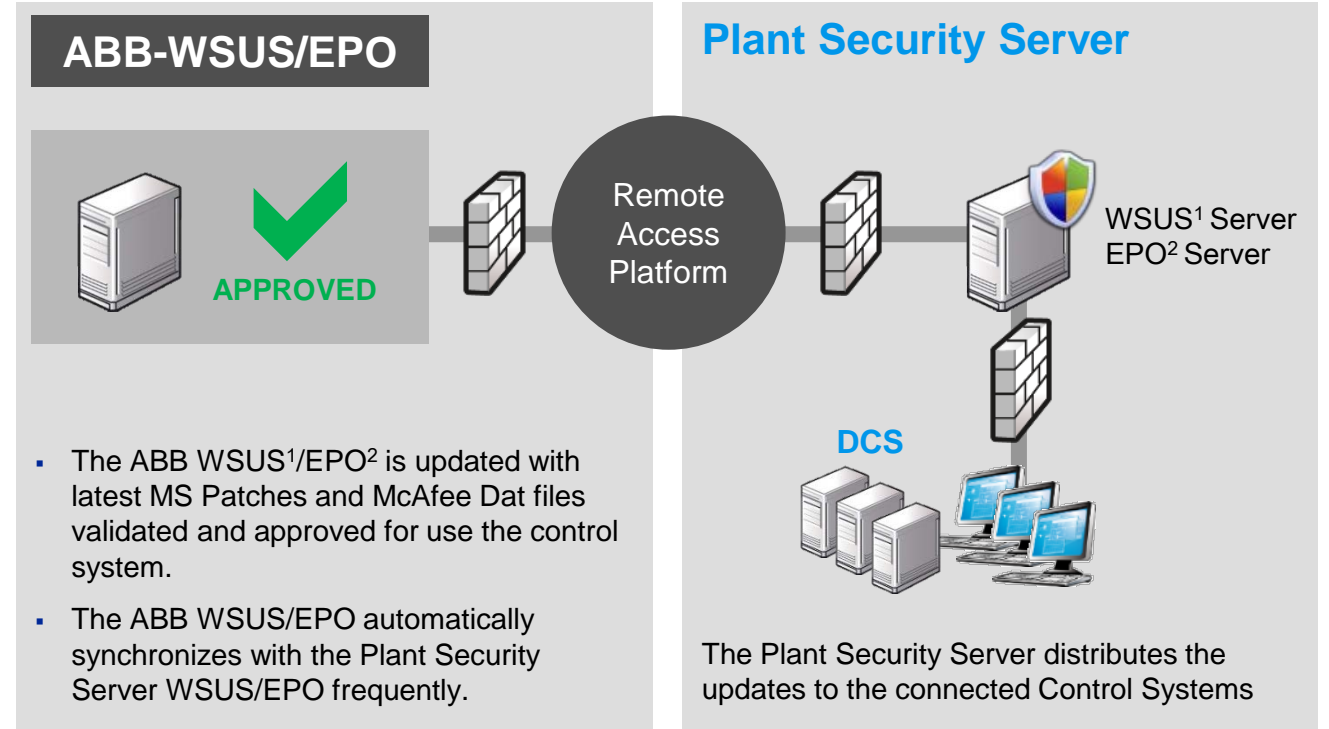 ABB-WSUS/EPO
APPROVED
▪ The ABB WSUS¹/EPO² is updated with
latest MS Patches and McAfee Dat files
validated and approved for use the control
system.
▪ The ABB WSUS/EPO automatically
synchronizes with the Plant Security
Server WSUS/EPO frequently.
Remote
Access
Platform
Plant Security Server
WSUS¹ Server
EPO² Server
DCS
The Plant Security Server distributes the
updates to the connected Control Systems